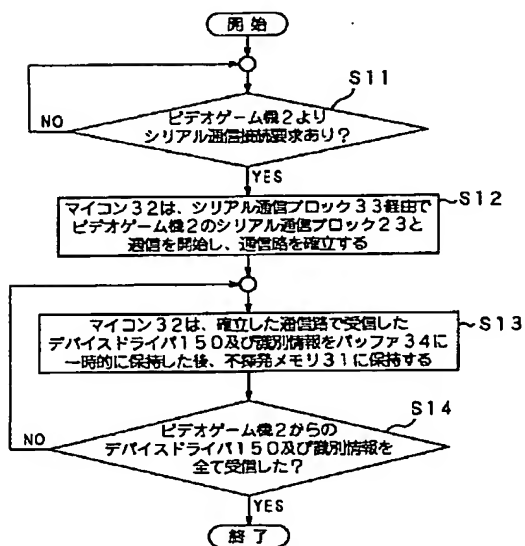 開始
S11
ビデオゲーム機2より
シリアル通信接続要求あり？
NO
YES
S12
マイコン32は、シリアル通信ブロック33経由で
ビデオゲーム機2のシリアル通信ブロック23と
通信を開始し、通信路を確立する
S13
マイコン32は、確立した通信路で受信した
デバイスドライバ150及び識別情報をバッファ34に
一時的に保持した後、不揮発メモリ31に保持する
S14
ビデオゲーム機2からの
デバイスドライバ150及び識別情報を
全て受信した？
NO
YES
終了